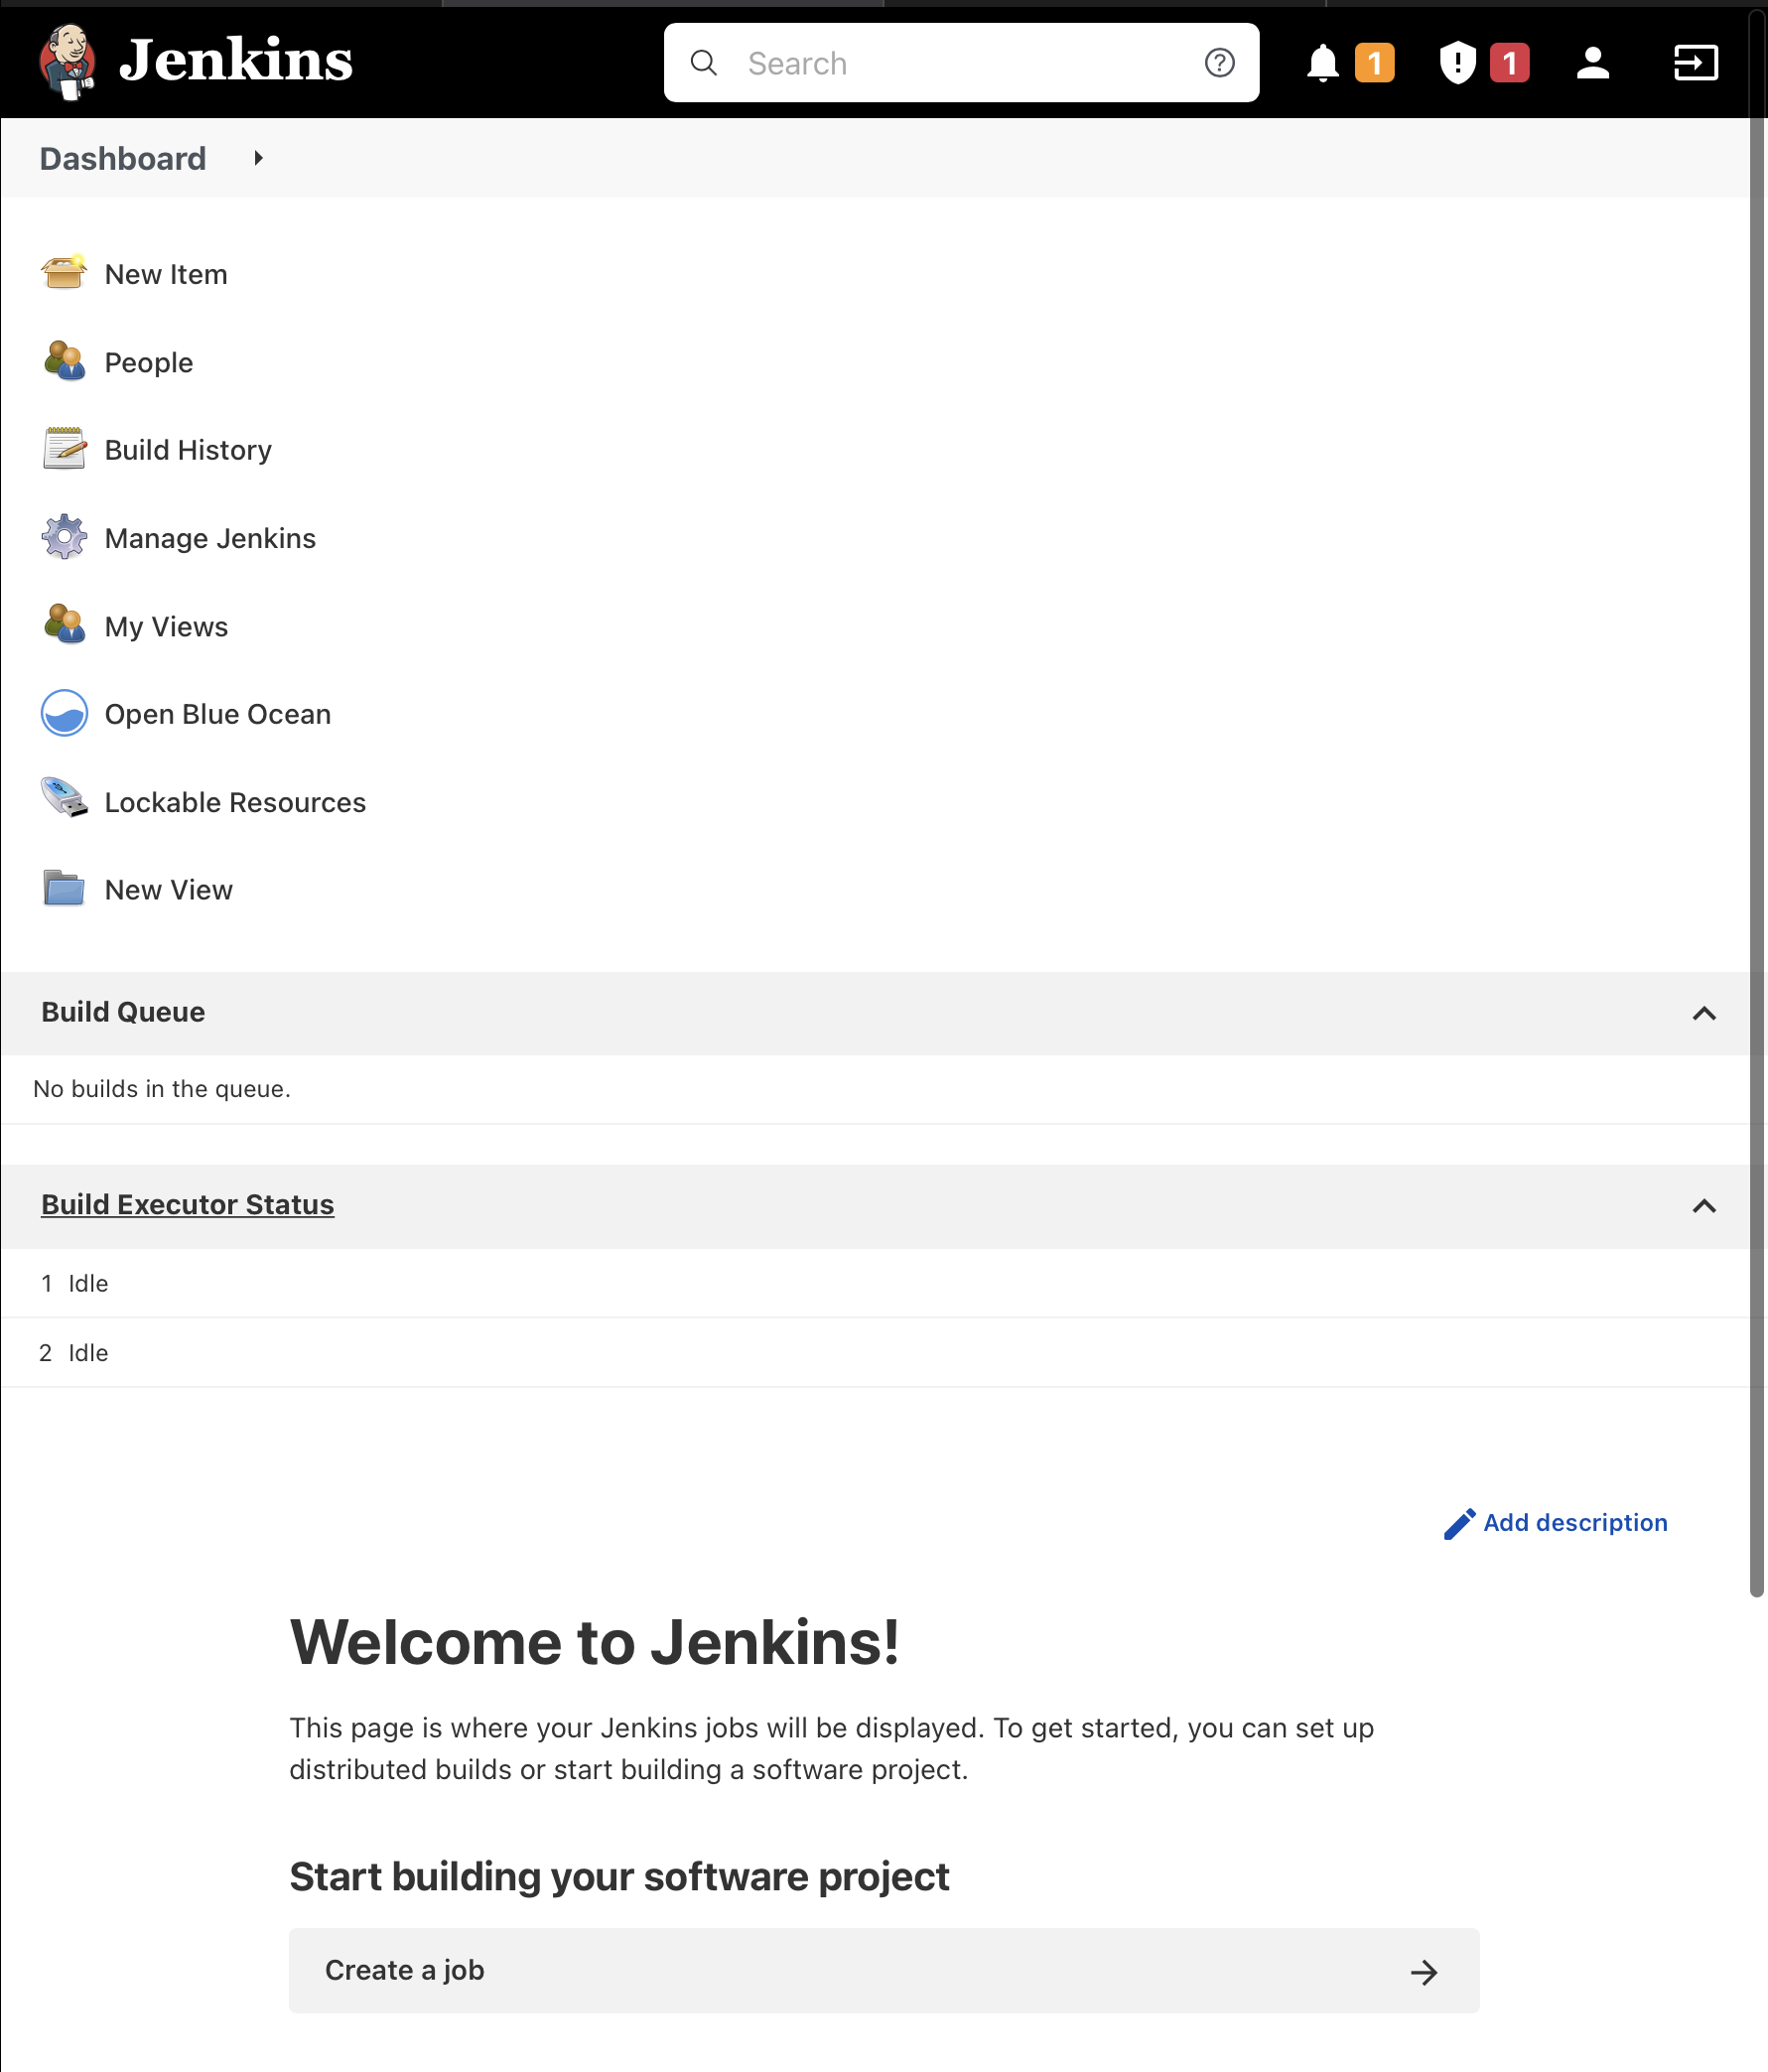 Jenkins
Search
1
1
Dashboard
New Item
People
Build History
Manage Jenkins
My Views
Open Blue Ocean
Lockable Resources
New View
Build Queue
No builds in the queue.
Build Executor Status
1 Idle
2 Idle
Add description
Welcome to Jenkins!
This page is where your Jenkins jobs will be displayed. To get started, you can set up
distributed builds or start building a software project.
Start building your software project
Create a job